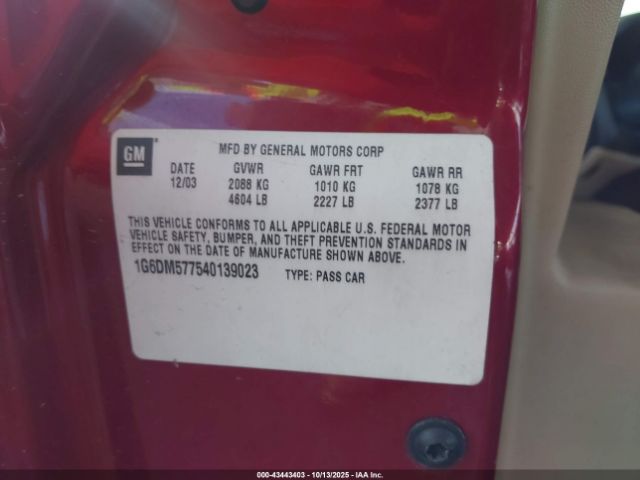 GM
MFD BY GENERAL MOTORS CORP
DATE GVWR GAWR FRT GAWR RR
12/03 2088 KG 1010 KG 1078 KG
4604 LB 2227 LB 2377 LB
THIS VEHICLE CONFORMS TO ALL APPLICABLE U.S. FEDERAL MOTOR
VEHICLE SAFETY, BUMPER, AND THEFT PREVENTION STANDARDS IN
EFFECT ON THE DATE OF MANUFACTURE SHOWN ABOVE.
1G6DM577540139023 TYPE: PASS CAR
000-43443403 | 10/13/2025 | IAA Inc.